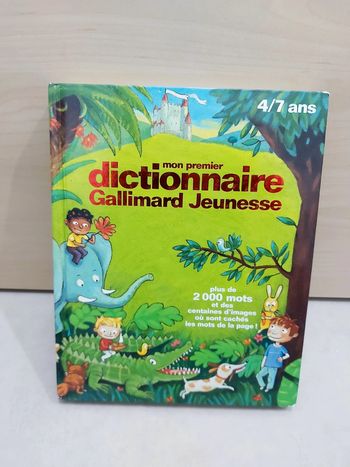 4/7 ans
mon premier
dictionnaire
Gallimard Jeunesse
plus de
2 000 mots
et des
centaines d'images
où sont cachés
les mots de la page !